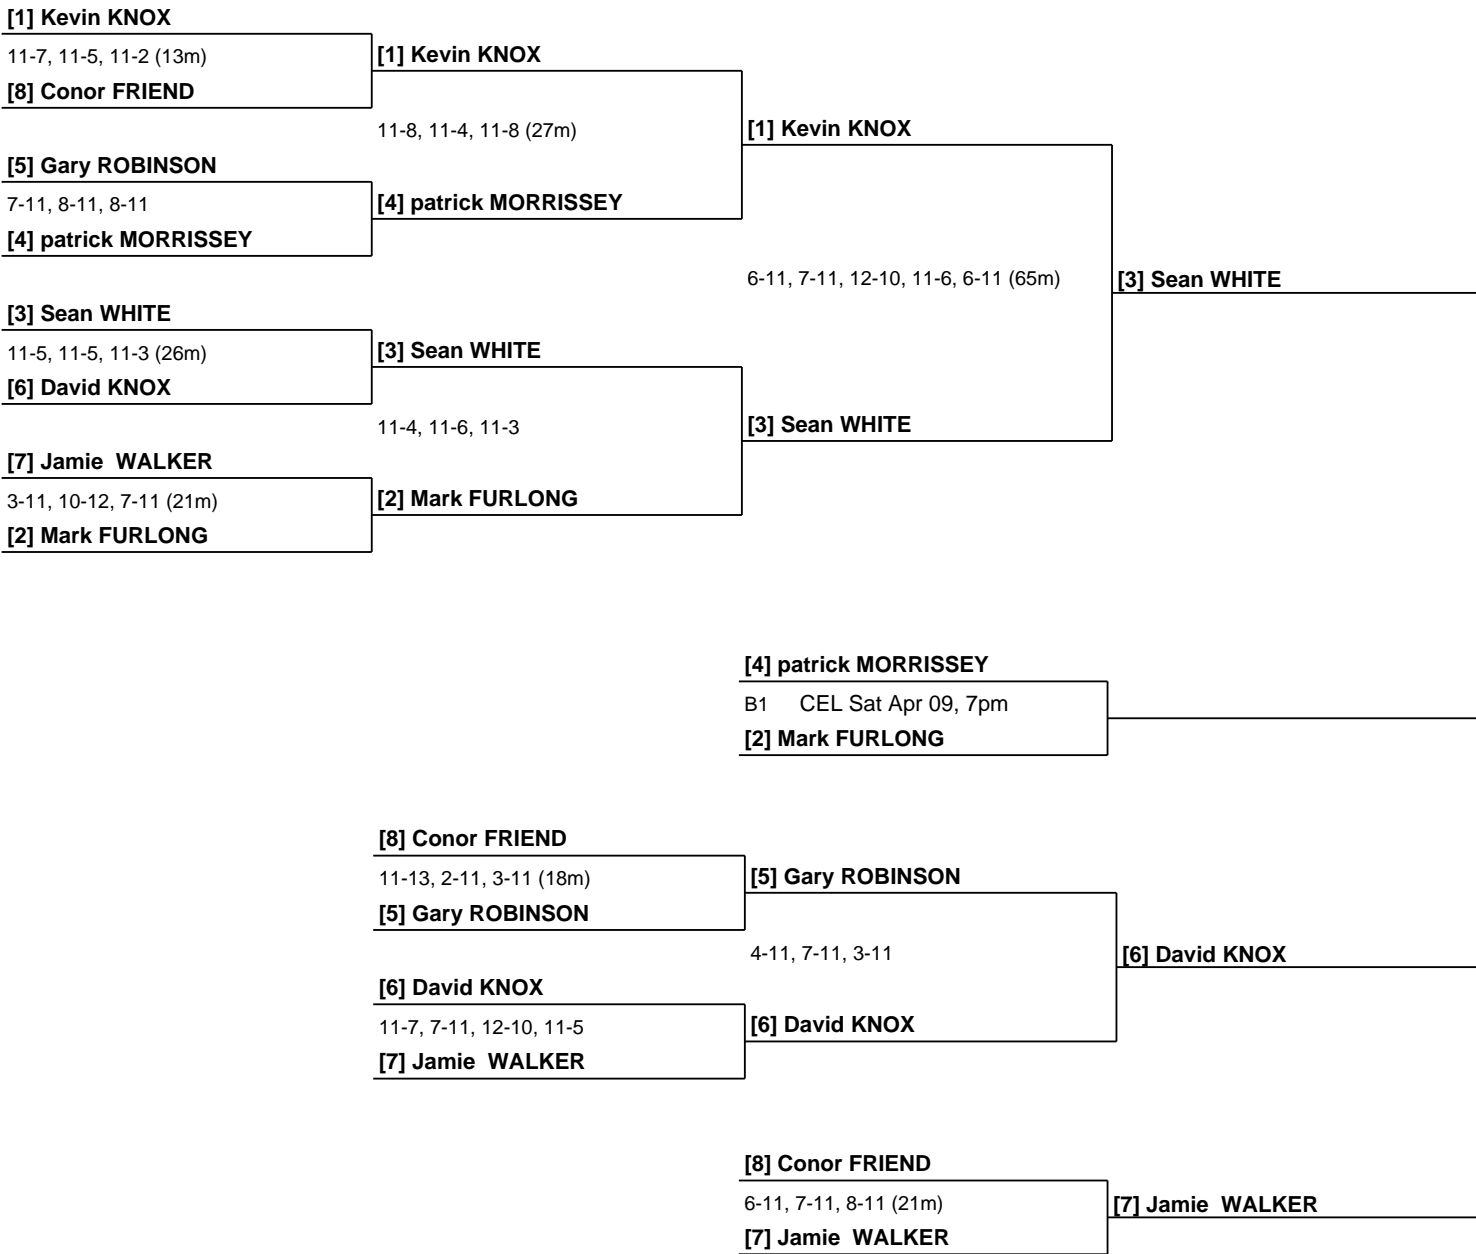 [1] Kevin KNOX
11-7, 11-5, 11-2 (13m)
[8] Conor FRIEND
[1] Kevin KNOX
11-8, 11-4, 11-8 (27m)
[1] Kevin KNOX
[5] Gary ROBINSON
7-11, 8-11, 8-11
[4] patrick MORRISSEY
[4] patrick MORRISSEY
6-11, 7-11, 12-10, 11-6, 6-11 (65m)
[3] Sean WHITE
[3] Sean WHITE
11-5, 11-5, 11-3 (26m)
[6] David KNOX
[3] Sean WHITE
11-4, 11-6, 11-3
[3] Sean WHITE
[7] Jamie  WALKER
3-11, 10-12, 7-11 (21m)
[2] Mark FURLONG
[2] Mark FURLONG
[4] patrick MORRISSEY
B1 CEL Sat Apr 09, 7pm
[2] Mark FURLONG
[8] Conor FRIEND
11-13, 2-11, 3-11 (18m)
[5] Gary ROBINSON
[5] Gary ROBINSON
4-11, 7-11, 3-11
[6] David KNOX
[6] David KNOX
11-7, 7-11, 12-10, 11-5
[7] Jamie  WALKER
[6] David KNOX
[8] Conor FRIEND
6-11, 7-11, 8-11 (21m)
[7] Jamie  WALKER
[7] Jamie  WALKER